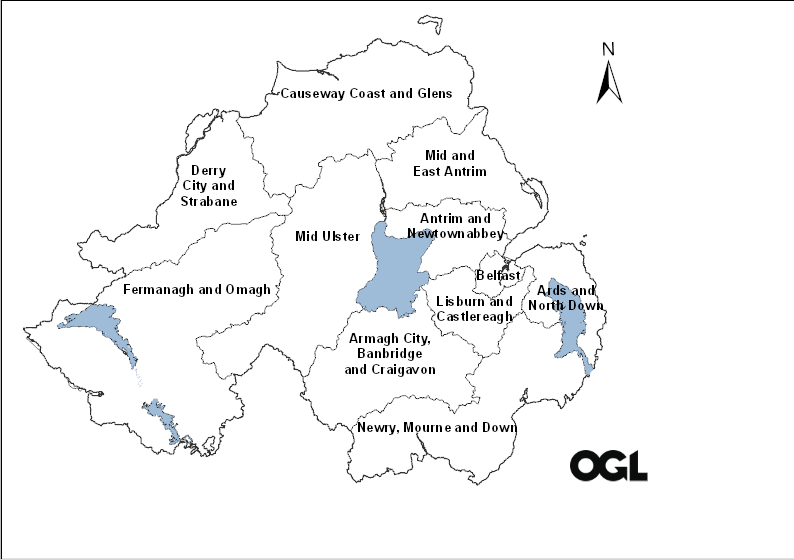 N
Causeway Coast and Glens
Mid and
East Antrim
Derry
City and
Strabane
Antrim and
Newtownabbey
Mid Ulster
Belfast
Fermanagh and Omagh
Ards and
North Down
Lisburn and
Castlereagh
Armagh City,
Banbridge
and Craigavon
Newry, Mourne and Down
OGL